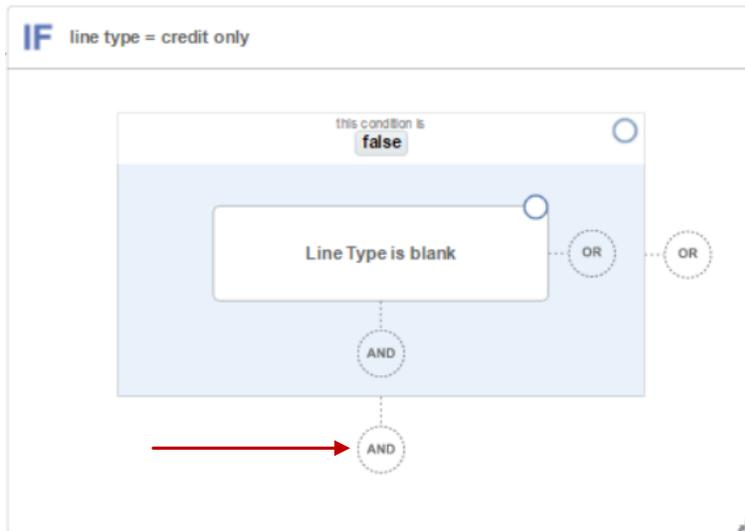 IF line type = credit only
this condition is
false
Line Type is blank
OR
OR
AND
AND